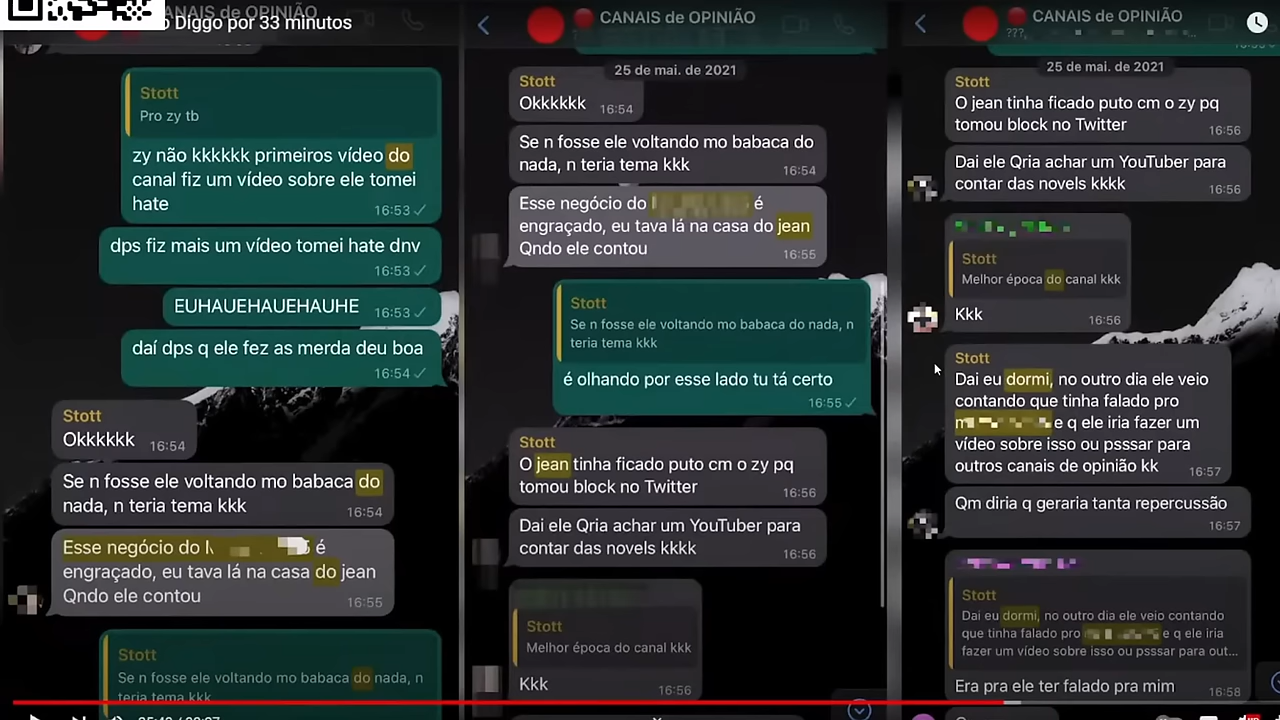 CANAIS de OPINIÃO
Diggo por 33 minutos
Stott
Pro zy tb
zy não kkkkkk primeiros vídeo do
canal fiz um vídeo sobre ele tomei
hate
16:53
dps fiz mais um vídeo tomei hate dnv
16:53
EUHAUEHAUEHAUHE 16:53
daí dps q ele fez as merda deu boa
16:54
Stott
Okkkkkk 16:54
Se n fosse ele voltando mo babaca do
nada, n teria tema kkk 16:54
Esse negócio do é
engraçado, eu tava lá na casa do jean
Qndo ele contou 16:55
Stott
Se n fosse ele voltando mo babaca do nada, n
teria tema kkk
CANAIS de OPINIÃO
25 de mai. de 2021
Stott
Okkkkkk 16:54
Se n fosse ele voltando mo babaca do
nada, n teria tema kkk 16:54
Esse negócio do é
engraçado, eu tava lá na casa do jean
Qndo ele contou 16:55
Stott
Se n fosse ele voltando mo babaca do nada, n
teria tema kkk
é olhando por esse lado tu tá certo
16:55
Stott
O jean tinha ficado puto cm o zy pq
tomou block no Twitter 16:56
Dai ele Qria achar um YouTuber para
contar das novels kkkk 16:56
Stott
Melhor época do canal kkk
Kkk 16:56
CANAIS de OPINIÃO
???,
25 de mai. de 2021
Stott
O jean tinha ficado puto cm o zy pq
tomou block no Twitter 16:56
Dai ele Qria achar um YouTuber para
contar das novels kkkk 16:56
Stott
Melhor época do canal kkk
Kkk 16:56
Stott
Dai eu dormi, no outro dia ele veio
contando que tinha falado pro
e q ele iria fazer um
vídeo sobre isso ou psssar para
outros canais de opinião kk 16:57
Qm diria q geraria tanta repercussão
16:57
Stott
Dai eu dormi, no outro dia ele veio contando
que tinha falado pro e q ele iria
fazer um vídeo sobre isso ou psssar para out...
Era pra ele ter falado pra mim 16:58